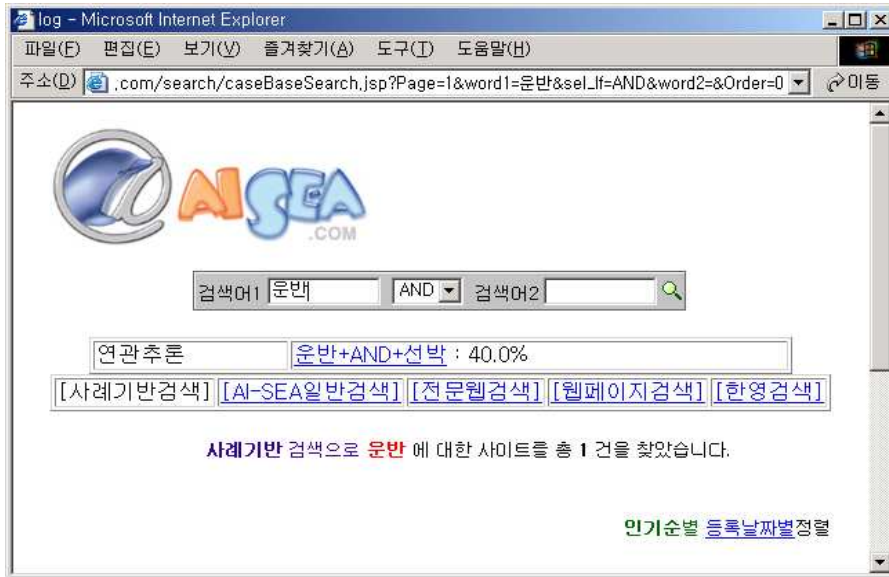 log - Microsoft Internet Explorer
파일(F) 편집(E) 보기(V) 즐겨찾기(A) 도구(T) 도움말(H)
주소(D) .com/search/caseBaseSearch.jsp?Page=1&word1=운반&sel_lf=AND&word2=&Order=0 이동
@ AI SEA
.COM
검색어1 운반 AND 검색어2
연관추론 운반+AND+선박 : 40.0%
[사례기반검색] [AI-SEA일반검색] [전문웹검색] [웹페이지검색] [한영검색]
사례기반 검색으로 운반 에 대한 사이트를 총 1 건을 찾았습니다.
인기순별 등록날짜별정렬